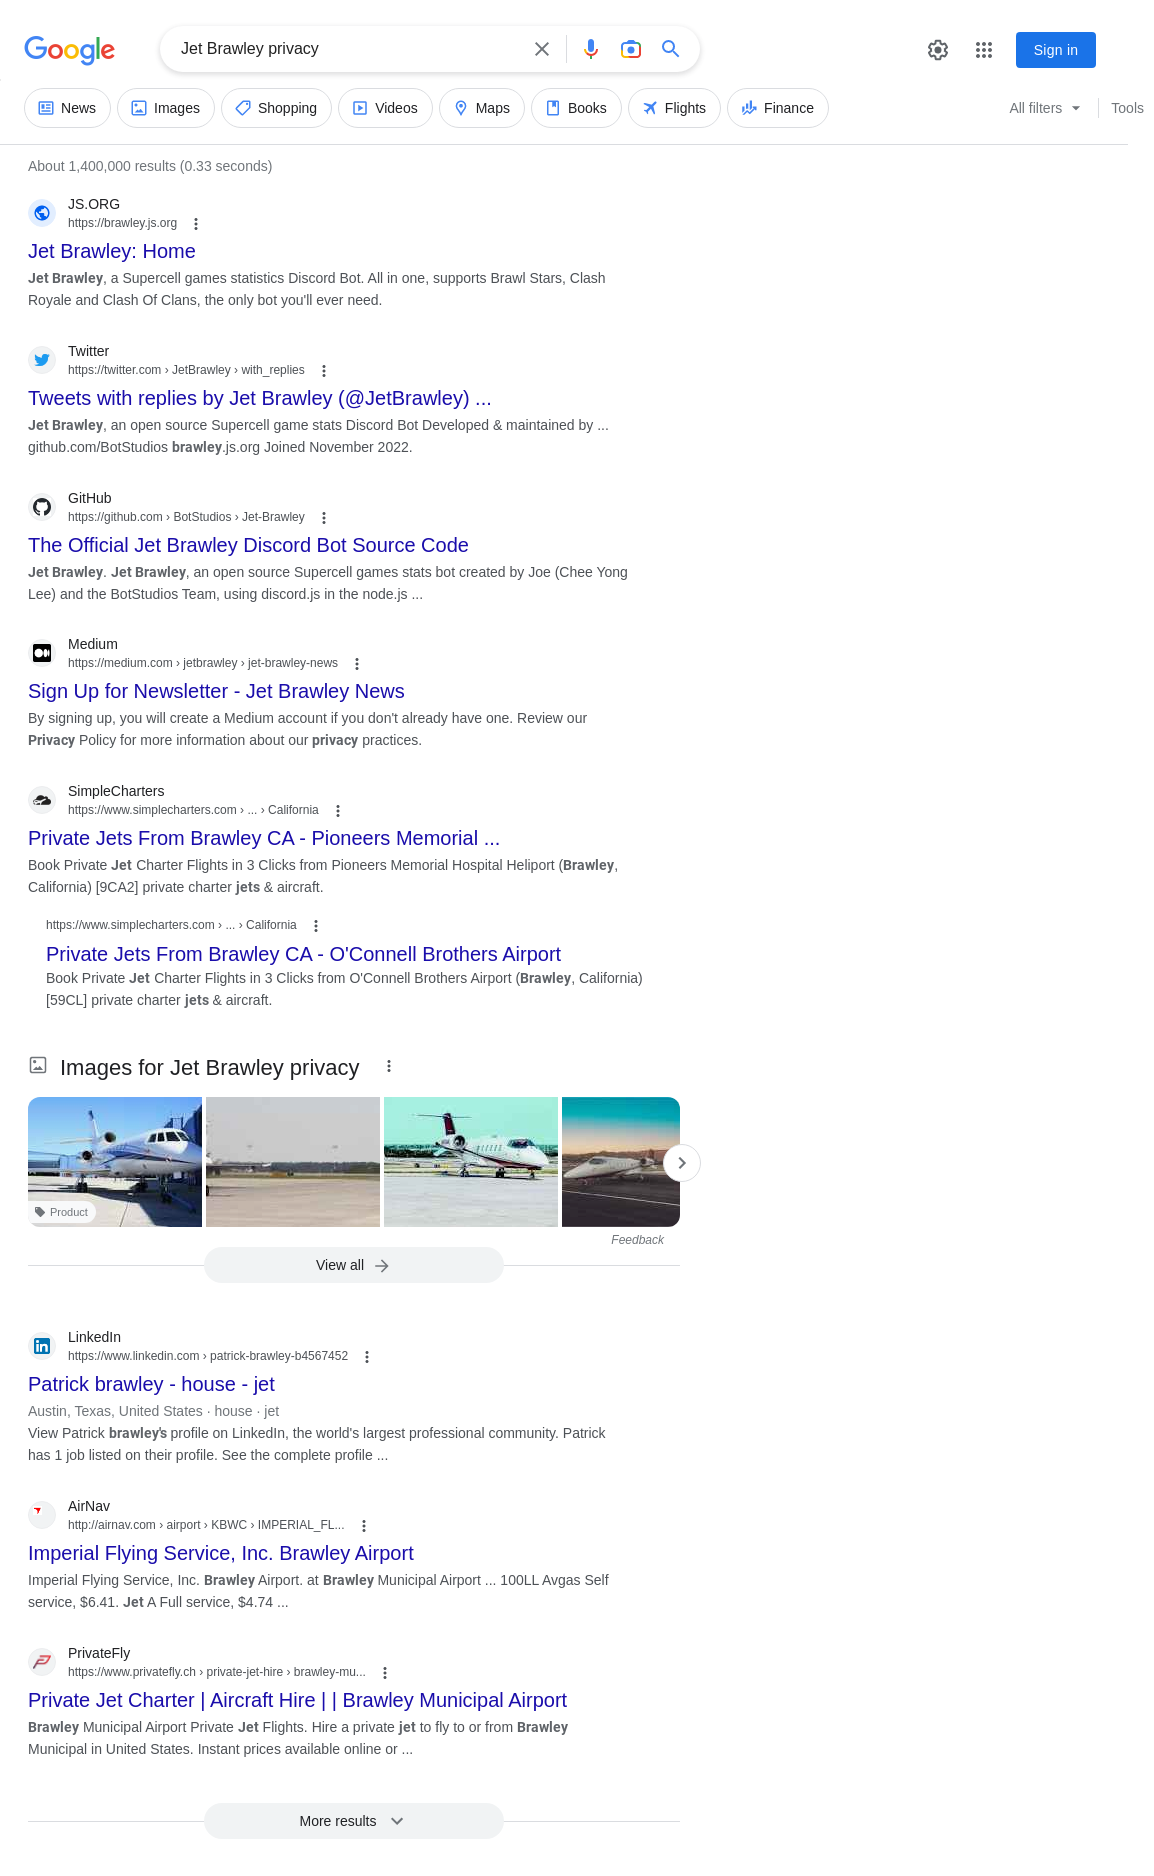 Google
Jet Brawley privacy
Sign in
News
Images
Shopping
Videos
Maps
Books
Flights
Finance
All filters
Tools
About 1,400,000 results (0.33 seconds)
JS.ORG
https://brawley.js.org
Jet Brawley: Home
Jet Brawley, a Supercell games statistics Discord Bot. All in one, supports Brawl Stars, Clash
Royale and Clash Of Clans, the only bot you'll ever need.
Twitter
https://twitter.com › JetBrawley › with_replies
Tweets with replies by Jet Brawley (@JetBrawley) ...
Jet Brawley, an open source Supercell game stats Discord Bot Developed & maintained by ...
github.com/BotStudios brawley.js.org Joined November 2022.
GitHub
https://github.com › BotStudios › Jet-Brawley
The Official Jet Brawley Discord Bot Source Code
Jet Brawley. Jet Brawley, an open source Supercell games stats bot created by Joe (Chee Yong
Lee) and the BotStudios Team, using discord.js in the node.js ...
Medium
https://medium.com › jetbrawley › jet-brawley-news
Sign Up for Newsletter - Jet Brawley News
By signing up, you will create a Medium account if you don't already have one. Review our
Privacy Policy for more information about our privacy practices.
SimpleCharters
https://www.simplecharters.com › ... › California
Private Jets From Brawley CA - Pioneers Memorial ...
Book Private Jet Charter Flights in 3 Clicks from Pioneers Memorial Hospital Heliport (Brawley,
California) [9CA2] private charter jets & aircraft.
https://www.simplecharters.com › ... › California
Private Jets From Brawley CA - O'Connell Brothers Airport
Book Private Jet Charter Flights in 3 Clicks from O'Connell Brothers Airport (Brawley, California)
[59CL] private charter jets & aircraft.
Images for Jet Brawley privacy
Product
Feedback
View all
LinkedIn
https://www.linkedin.com › patrick-brawley-b4567452
Patrick brawley - house - jet
Austin, Texas, United States · house · jet
View Patrick brawley's profile on LinkedIn, the world's largest professional community. Patrick
has 1 job listed on their profile. See the complete profile ...
AirNav
http://airnav.com › airport › KBWC › IMPERIAL_FL...
Imperial Flying Service, Inc. Brawley Airport
Imperial Flying Service, Inc. Brawley Airport. at Brawley Municipal Airport ... 100LL Avgas Self
service, $6.41. Jet A Full service, $4.74 ...
PrivateFly
https://www.privatefly.ch › private-jet-hire › brawley-mu...
Private Jet Charter | Aircraft Hire | | Brawley Municipal Airport
Brawley Municipal Airport Private Jet Flights. Hire a private jet to fly to or from Brawley
Municipal in United States. Instant prices available online or ...
More results